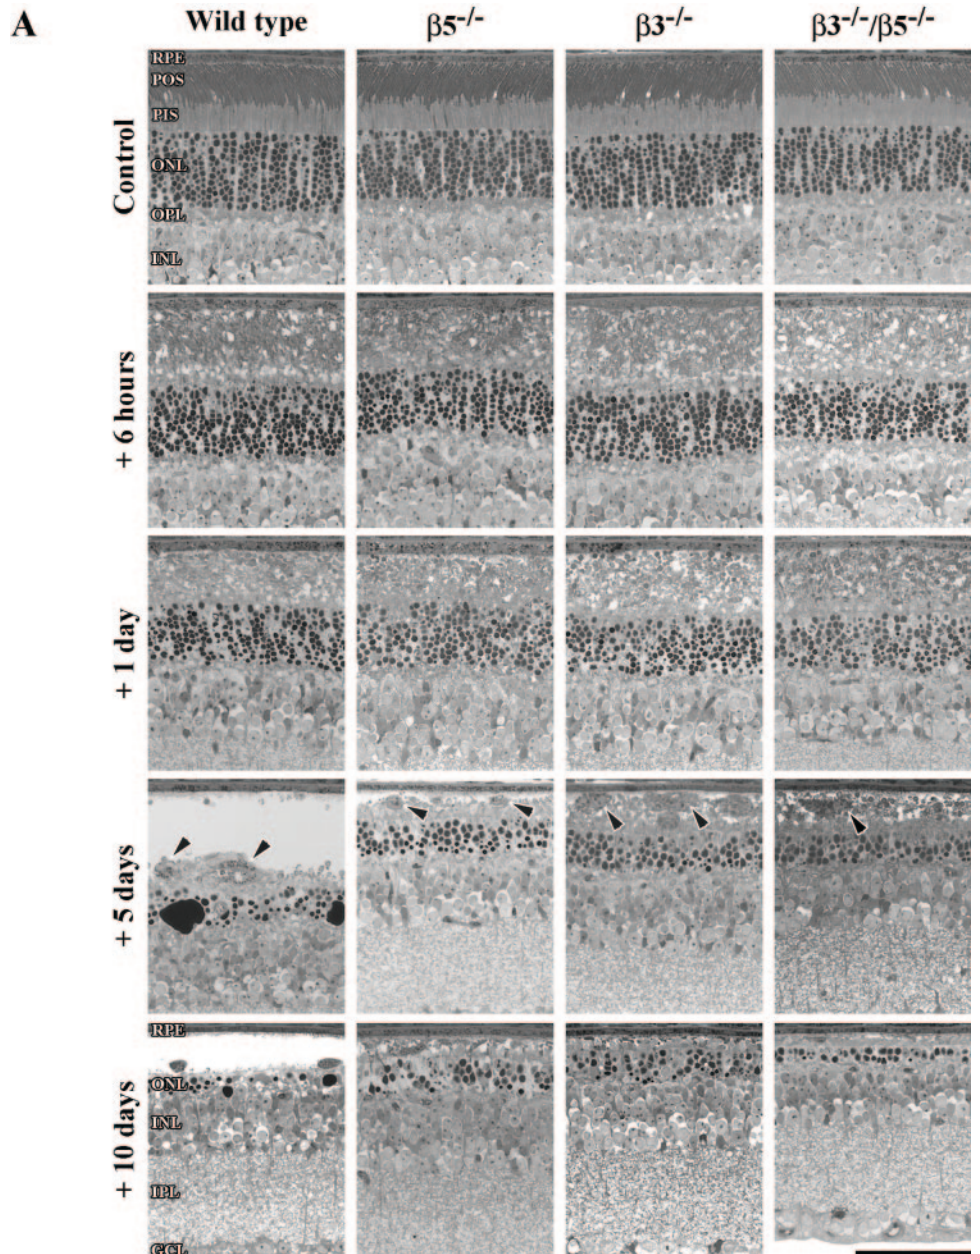 A
Wild type β5-/- β3-/- β3-/-/β5-/-
Control
RPE
POS
PIS
ONL
OPL
INL
+ 6 hours
+ 1 day
+ 5 days
+ 10 days
RPE
ONL
INL
IPL
GCL